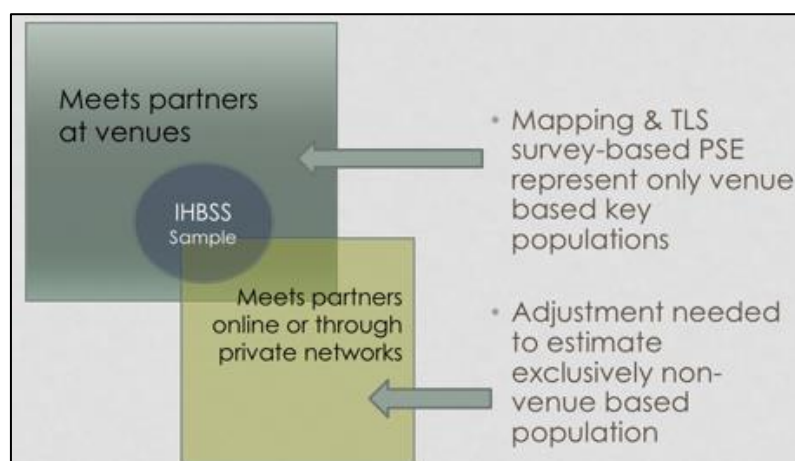 Meets partners
at venues
IHBSS
Sample
Meets partners
online or through
private networks
• Mapping & TLS
survey-based PSE
represent only venue
based key
populations
• Adjustment needed
to estimate
exclusively non-
venue based
population